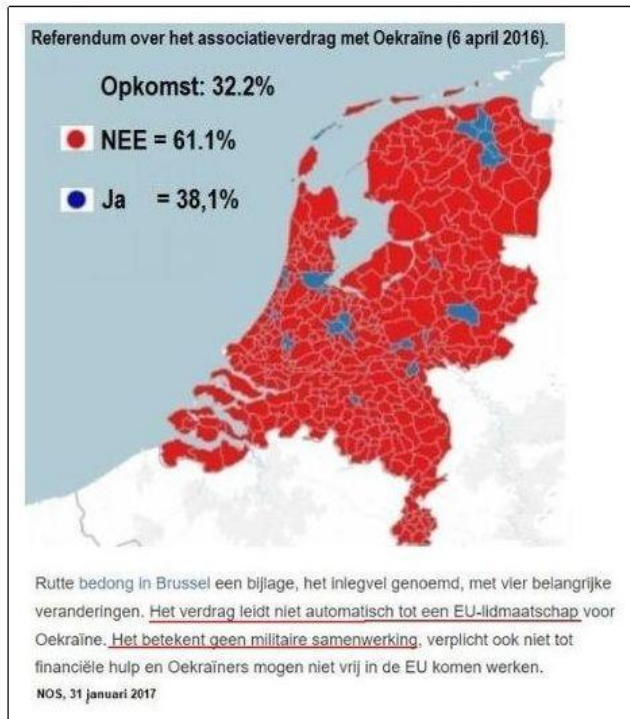 Referendum over het associatieverdrag met Oekraïne (6 april 2016).
Opkomst: 32.2%
NEE = 61.1%
Ja = 38,1%
Rutte bedong in Brussel een bijlage, het inlegvel genoemd, met vier belangrijke
veranderingen. Het verdrag leidt niet automatisch tot een EU-lidmaatschap voor
Oekraïne. Het betekent geen militaire samenwerking, verplicht ook niet tot
financiële hulp en Oekraïners mogen niet vrij in de EU komen werken.
NOS, 31 januari 2017